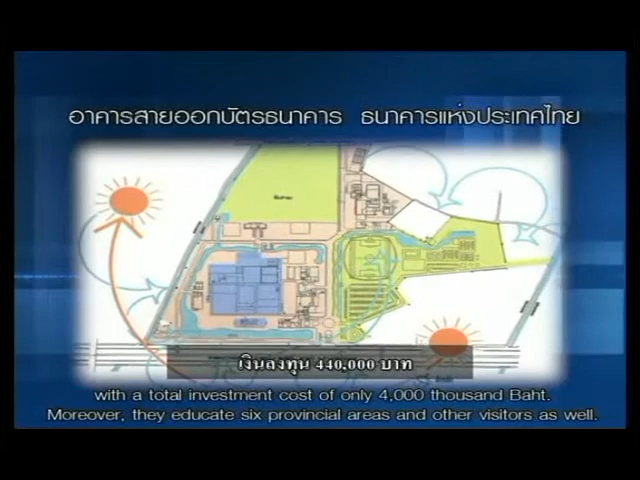 อาคารสายออกบัตรธนาคาร ธนาคารแห่งประเทศไทย
เงินลงทุน 440,000 บาท
with a total investment cost of only 4,000 thousand Baht.
Moreover, they educate six provincial areas and other visitors as well.